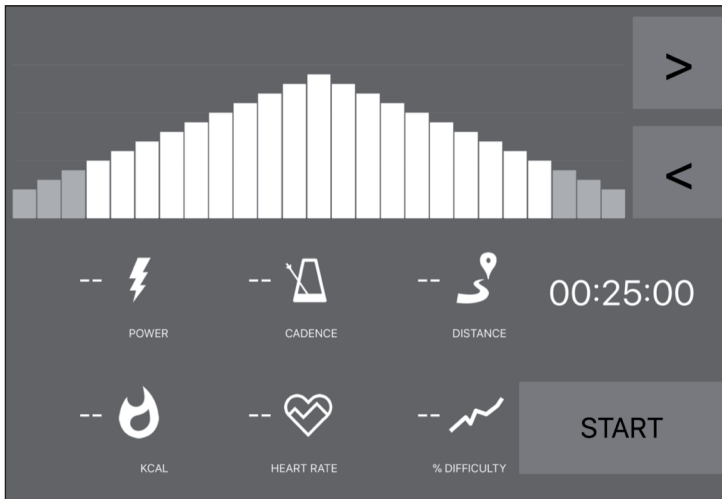 >
<
-- -- -- 00:25:00
POWER CADENCE DISTANCE
-- -- -- START
KCAL HEART RATE % DIFFICULTY